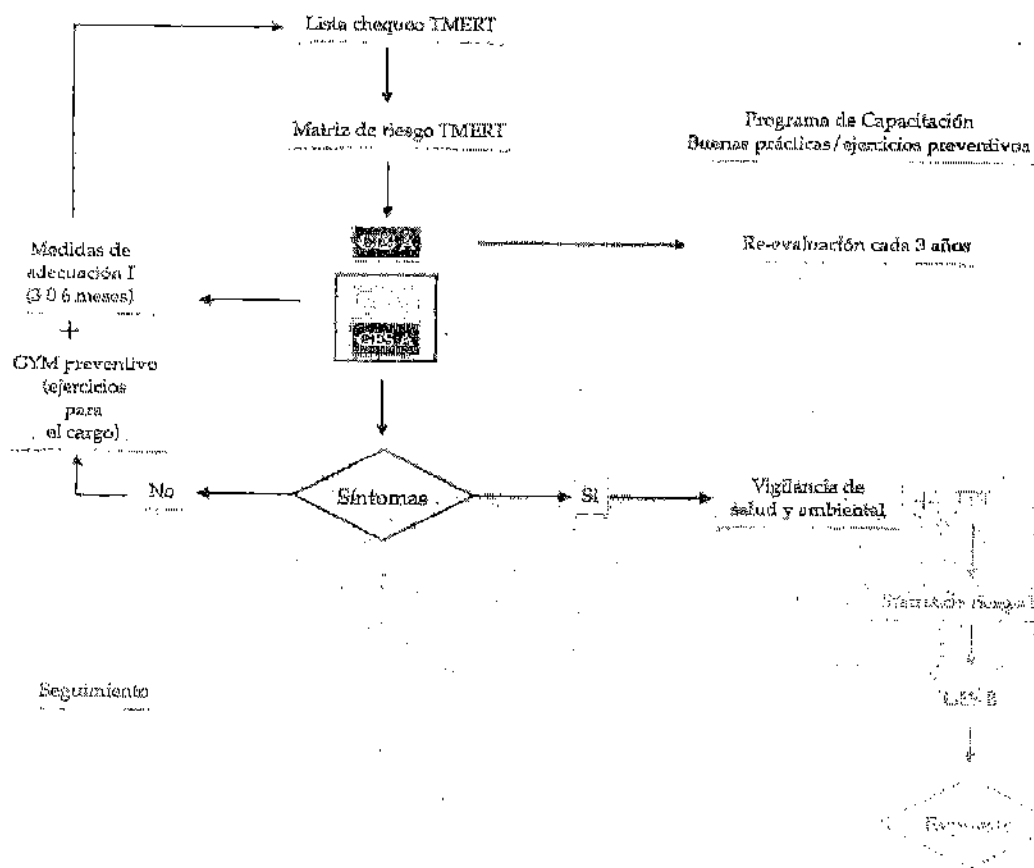 Lista chequeo TMERT
Matriz de riesgo TMERT
Programa de Capacitación
Buenas prácticas/ejercicios preventivos
Re-evaluación cada 3 años
Medidas de
adecuación I
(3 o 6 meses)
+
GYM preventivo
(ejercicios
para
el cargo)
No
Síntomas
Si
Vigilancia de
salud y ambiental
+
Seguimiento